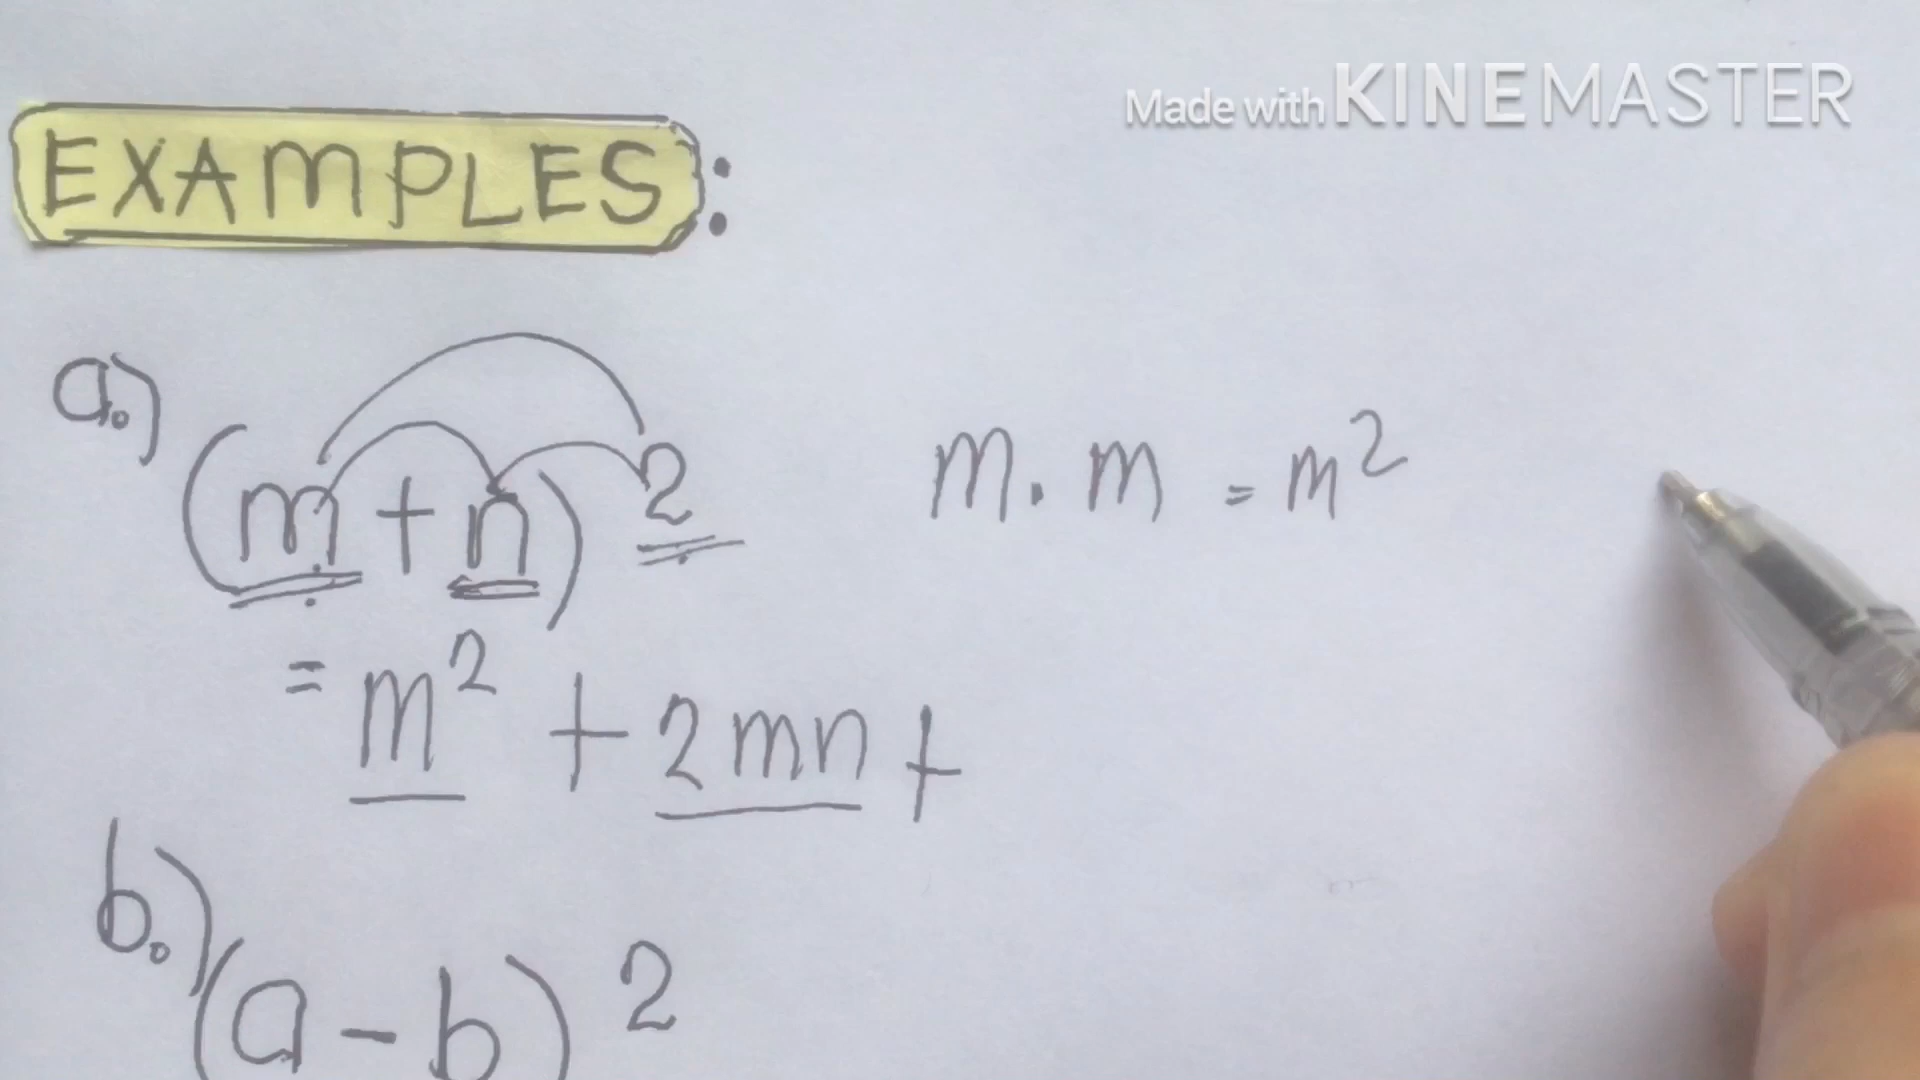 Made with KINEMASTER
EXAMPLES:
a.)
(m + n)² m . m = m²
= m² + 2mn +
b.)
(a - b)²